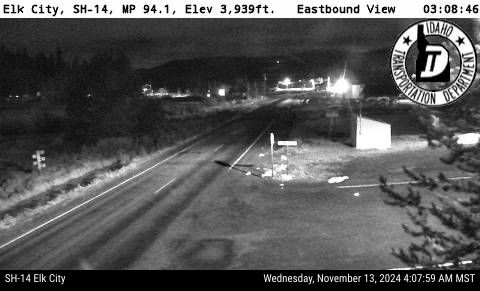 Elk City, SH-14, MP 94.1, Elev 3,939ft.   Eastbound View   03:08:46
IDAHO
TRANSPORTATION DEPARTMENT
SH-14 Elk City   Wednesday, November 13, 2024 4:07:59 AM MST